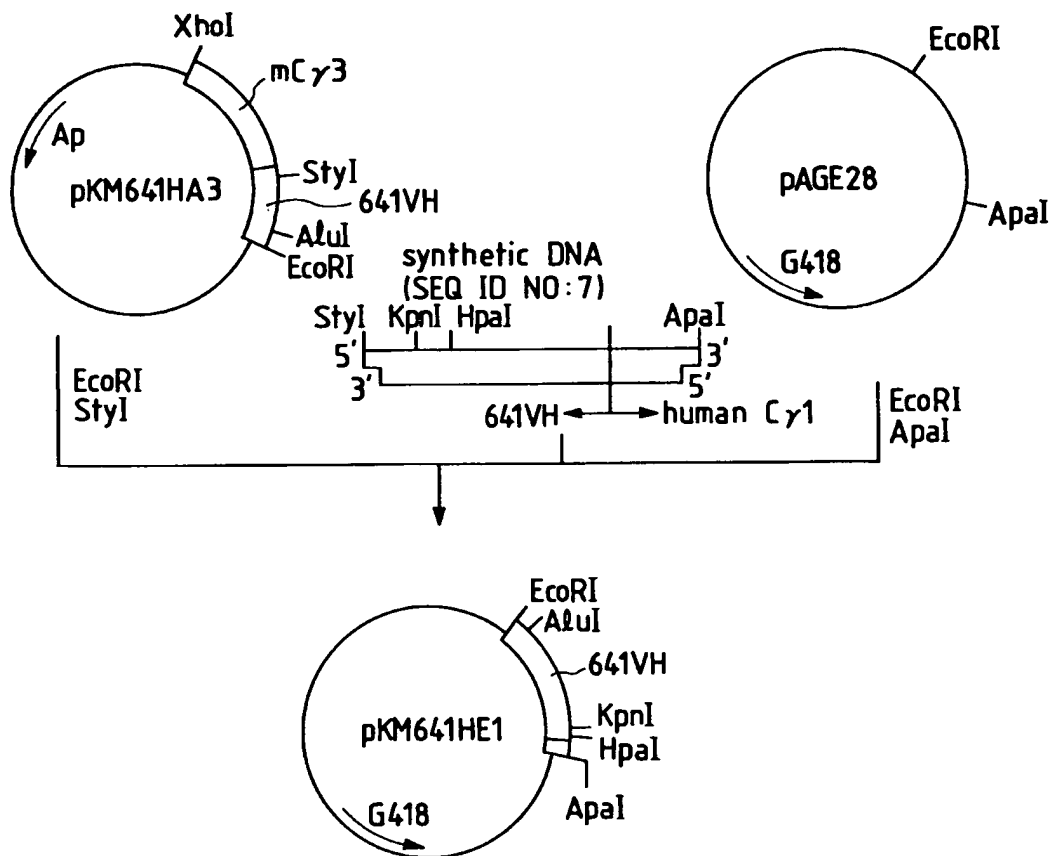 XhoI
mCγ3
Ap
pKM641HA3
StyI
641VH
AluI
EcoRI
EcoRI
pAGE28
ApaI
G418
synthetic DNA
(SEQ ID NO:7)
StyI KpnI HpaI ApaI
5' 3'
3' 5'
641VH human Cγ1
EcoRI
StyI
EcoRI
ApaI
EcoRI
AluI
641VH
pKM641HE1
KpnI
HpaI
ApaI
G418